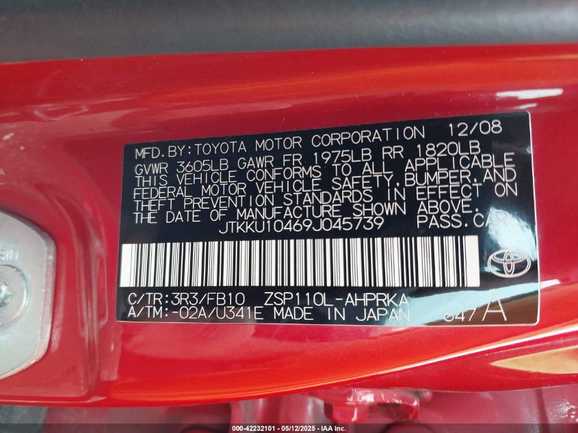 MFD. BY: TOYOTA MOTOR CORPORATION 12/08
GVWR 3605LB GAWR FR 1975LB RR 1820LB
THIS VEHICLE CONFORMS TO ALL APPLICABLE
FEDERAL MOTOR VEHICLE SAFETY, BUMPER, AND
THEFT PREVENTION STANDARDS IN EFFECT ON
THE DATE OF MANUFACTURE SHOWN ABOVE.
JTKKU10469J045739 PASS.CAR
C/TR: 3R3/FB10 ZSP110L-AHPRKA
A/TM: -02A/U341E MADE IN JAPAN 647 A
TOYOTA
000-42232101 - 05/12/2025 - IAA Inc.